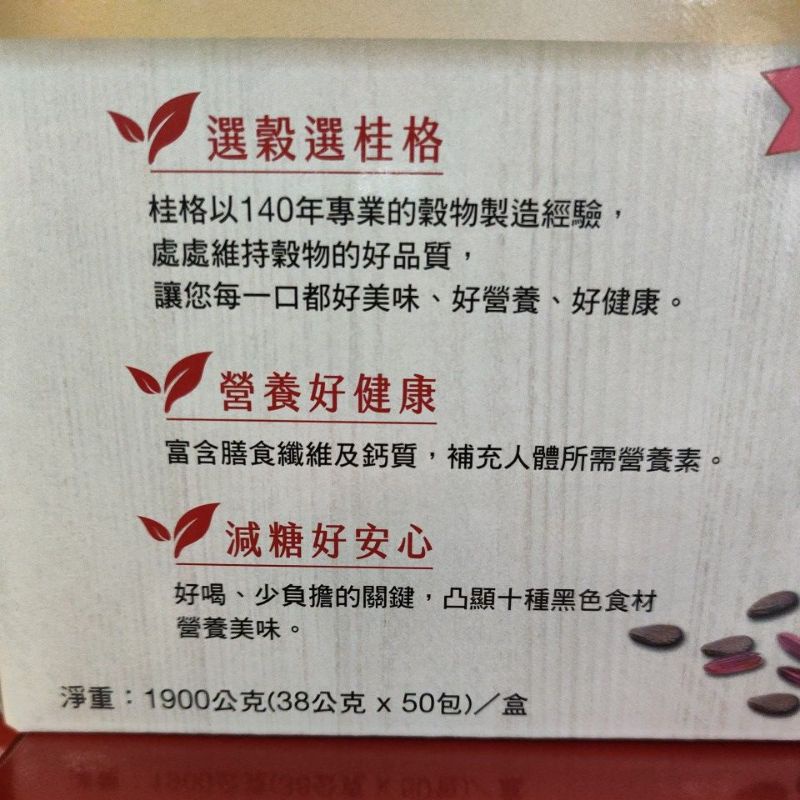 選穀選桂格
桂格以140年專業的穀物製造經驗，
處處維持穀物的好品質，
讓您每一口都好美味、好營養、好健康。
營養好健康
富含膳食纖維及鈣質，補充人體所需營養素。
減糖好安心
好喝、少負擔的關鍵，凸顯十種黑色食材
營養美味。
淨重：1900公克(38公克 x 50包)／盒